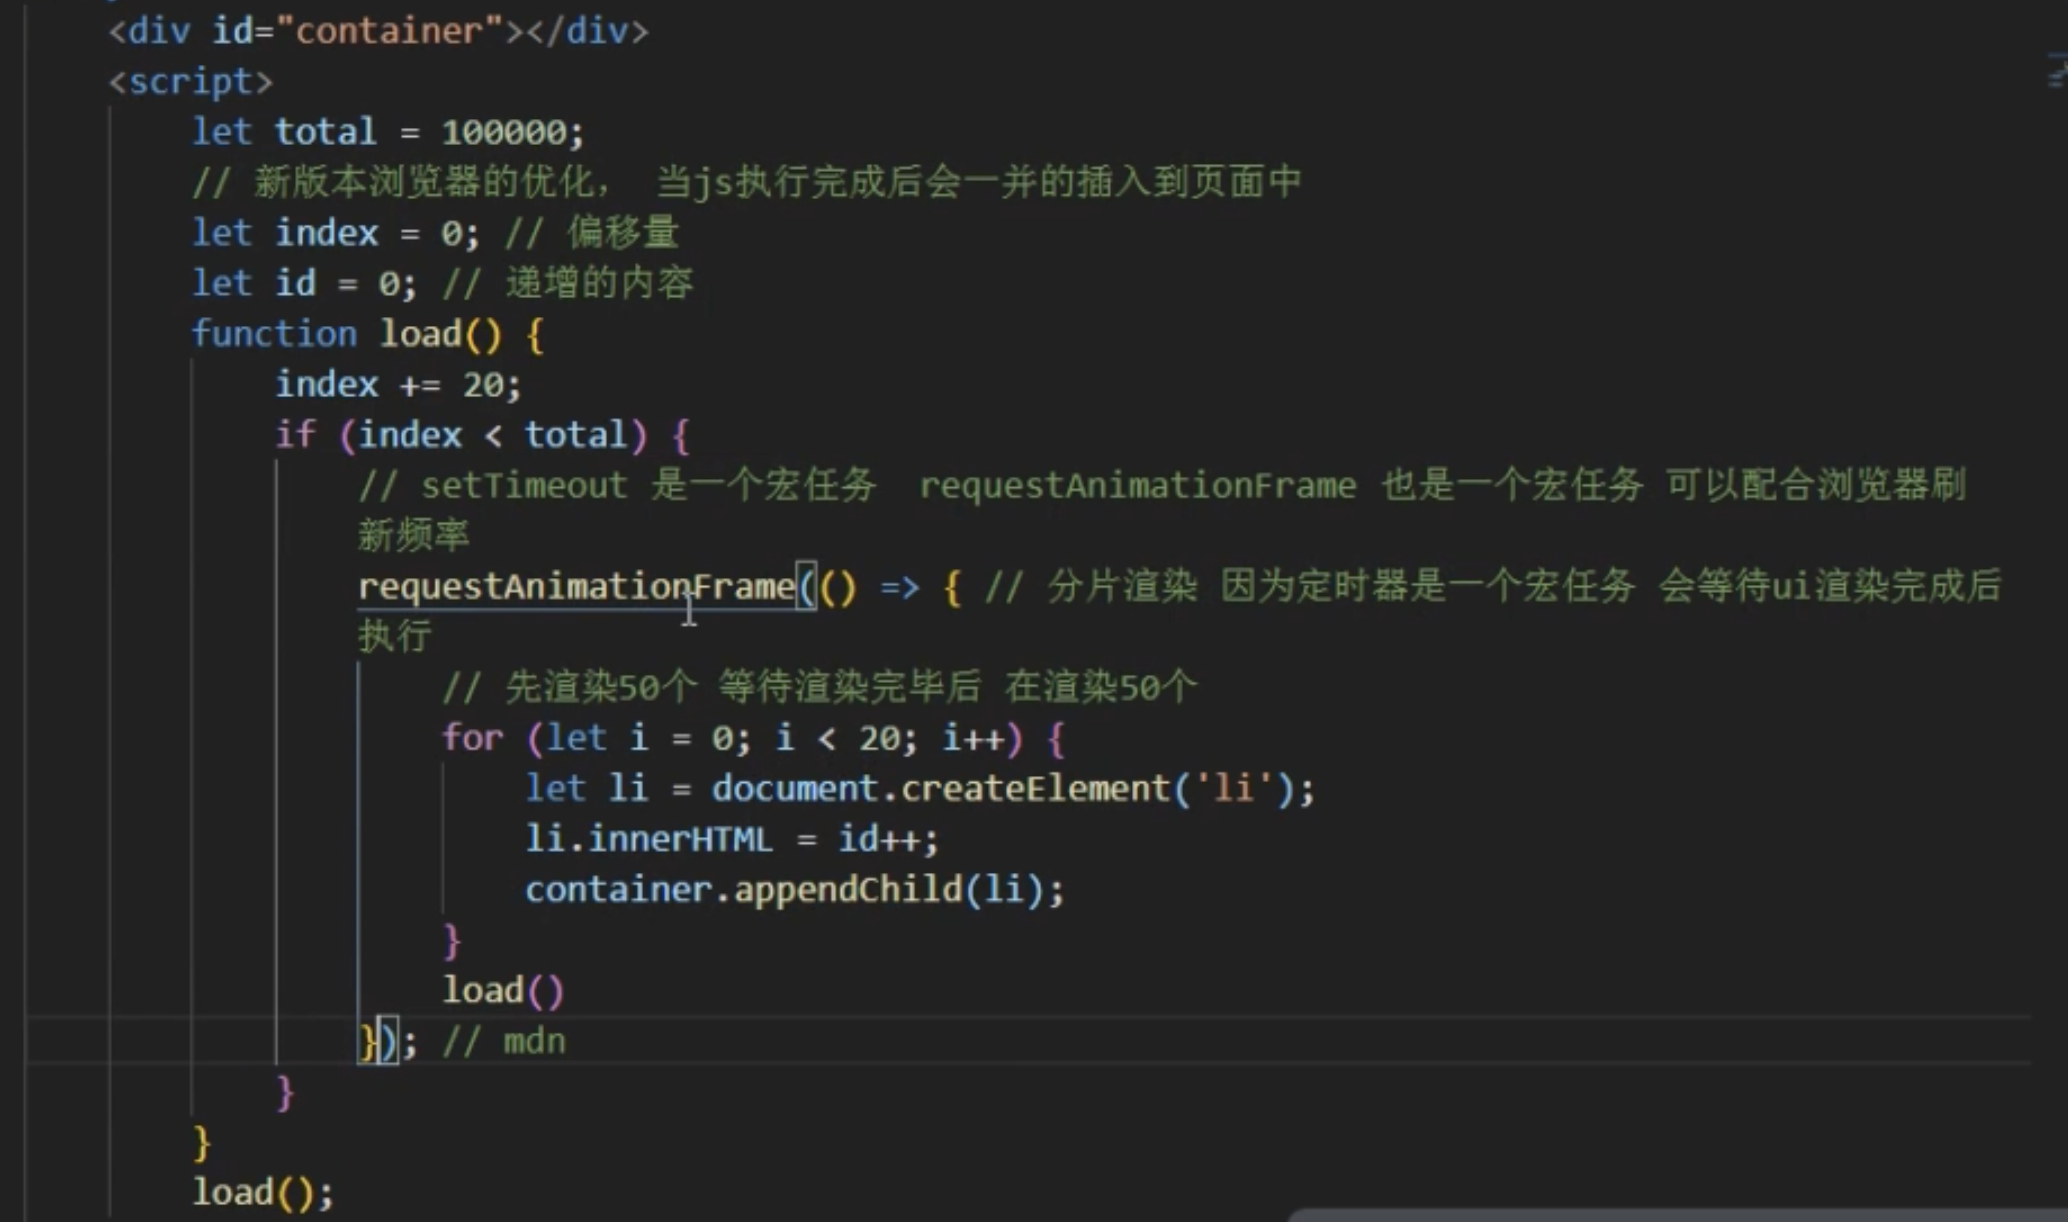 <div id="container"></div>
<script>
let total = 100000;
// 新版本浏览器的优化， 当js执行完成后会一并的插入到页面中
let index = 0; // 偏移量
let id = 0; // 递增的内容
function load() {
index += 20;
if (index < total) {
// setTimeout 是一个宏任务  requestAnimationFrame 也是一个宏任务 可以配合浏览器刷
新频率
requestAnimationFrame(() => { // 分片渲染 因为定时器是一个宏任务 会等待ui渲染完成后
执行
// 先渲染50个 等待渲染完毕后 在渲染50个
for (let i = 0; i < 20; i++) {
let li = document.createElement('li');
li.innerHTML = id++;
container.appendChild(li);
}
load()
}); // mdn
}
}
load();